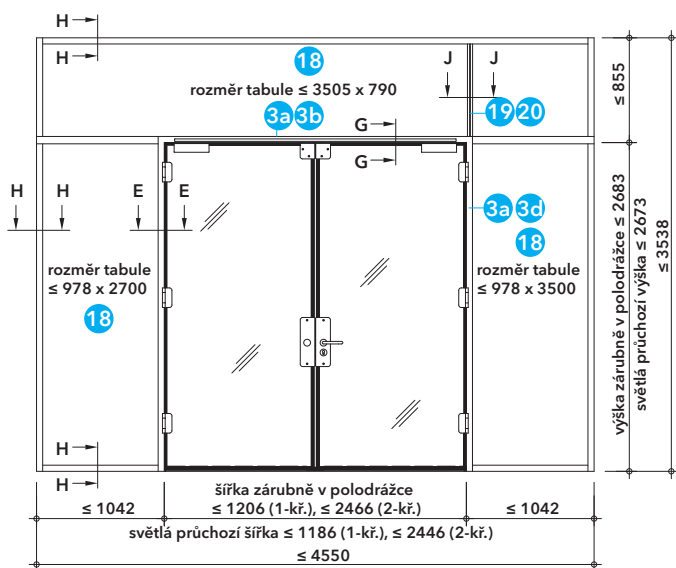 H
H
18
J J
rozměr tabule ≤ 3505 x 790
3a 3b
G
G
19 20
≤ 855
H H
E E
3a 3d
18
rozměr tabule
≤ 978 x 2700
18
rozměr tabule
≤ 978 x 3500
výška zárubně v polodrážce ≤ 2683
světlá průchozí výška ≤ 2673
≤ 3538
H
H
šířka zárubně v polodrážce
≤ 1042
≤ 1206 (1-kř.), ≤ 2466 (2-kř.)
≤ 1042
světlá průchozí šířka ≤ 1186 (1-kř.), ≤ 2446 (2-kř.)
≤ 4550